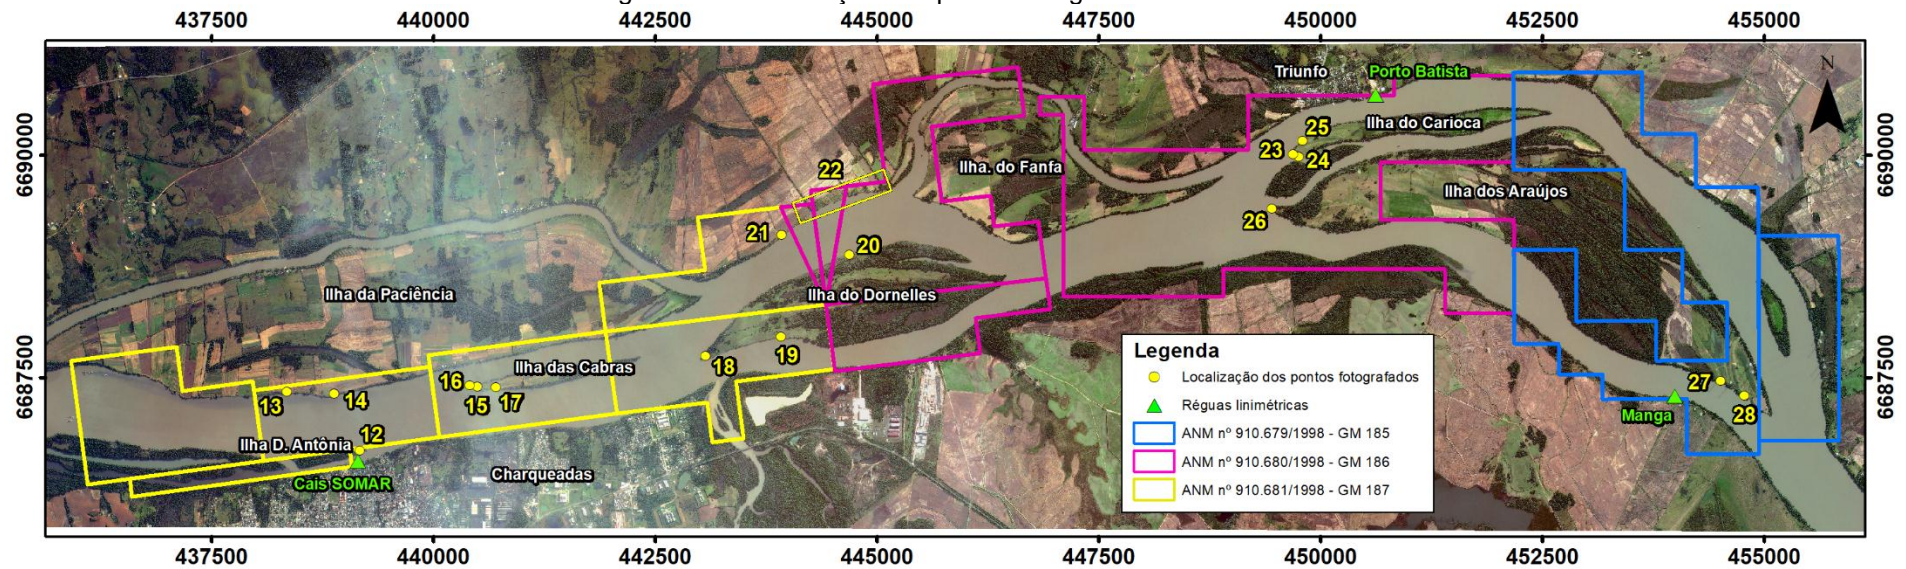 437500 440000 442500 445000 447500 450000 452500 455000
N
Triunfo
Porto Batista
Ilha do Carioca
25
23
24
6690000
6690000
Ilha. do Fanfa
22
Ilha dos Araújos
26
21
20
Ilha da Paciência
Ilha do Dornelles
19
18
Ilha das Cabras
16
15
17
13
14
12
Ilha D. Antônia
Cais SOMAR
Charqueadas
6687500
6687500
27
28
Manga
Legenda
Localização dos pontos fotografados
Réguas linimétricas
ANM nº 910.679/1998 - GM 185
ANM nº 910.680/1998 - GM 186
ANM nº 910.681/1998 - GM 187
437500 440000 442500 445000 447500 450000 452500 455000